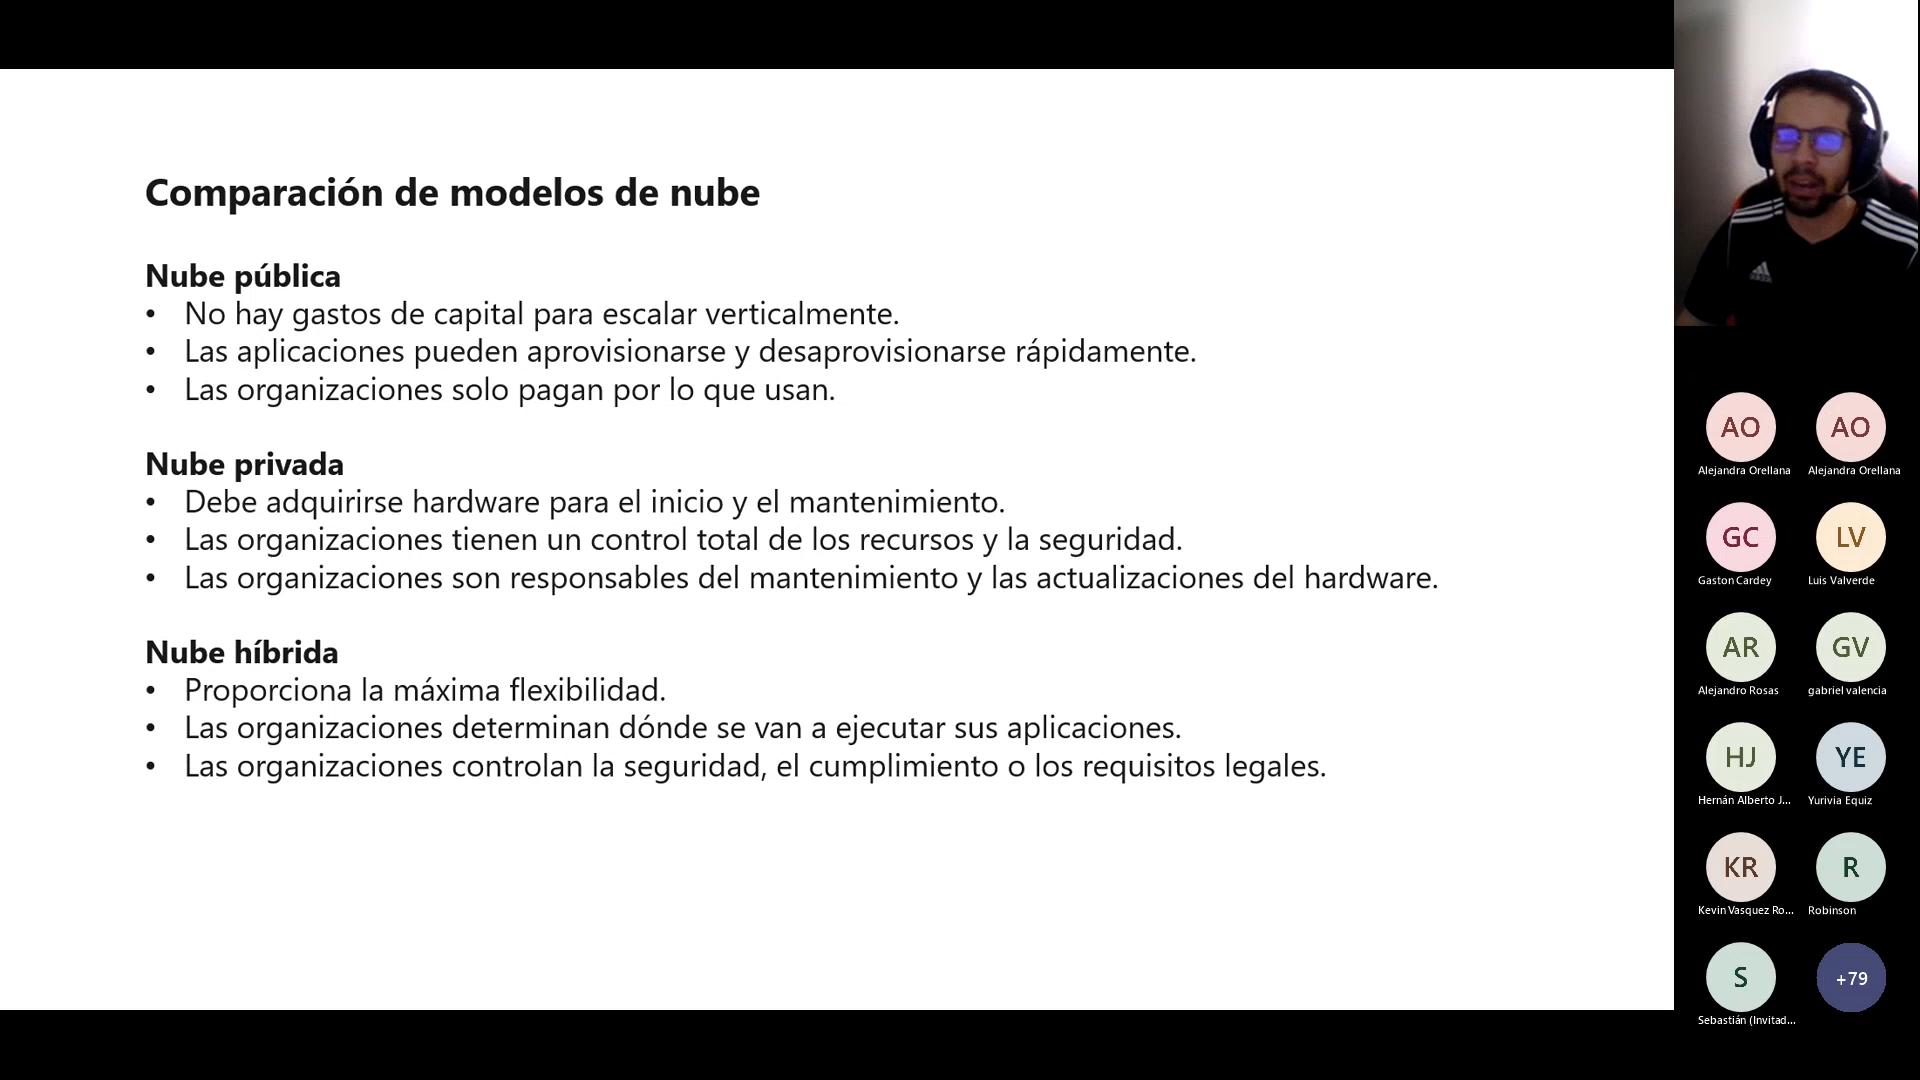 Comparación de modelos de nube
Nube pública
• No hay gastos de capital para escalar verticalmente.
• Las aplicaciones pueden aprovisionarse y desaprovisionarse rápidamente.
• Las organizaciones solo pagan por lo que usan.
Nube privada
• Debe adquirirse hardware para el inicio y el mantenimiento.
• Las organizaciones tienen un control total de los recursos y la seguridad.
• Las organizaciones son responsables del mantenimiento y las actualizaciones del hardware.
Nube híbrida
• Proporciona la máxima flexibilidad.
• Las organizaciones determinan dónde se van a ejecutar sus aplicaciones.
• Las organizaciones controlan la seguridad, el cumplimiento o los requisitos legales.
adidas
AO AO
Alejandra Orellana Alejandra Orellana
GC LV
Gaston Cardey Luis Valverde
AR GV
Alejandro Rosas gabriel valencia
HJ YE
Hernán Alberto J... Yurivia Equiz
KR R
Kevin Vasquez Ro... Robinson
S +79
Sebastián (Invitad...